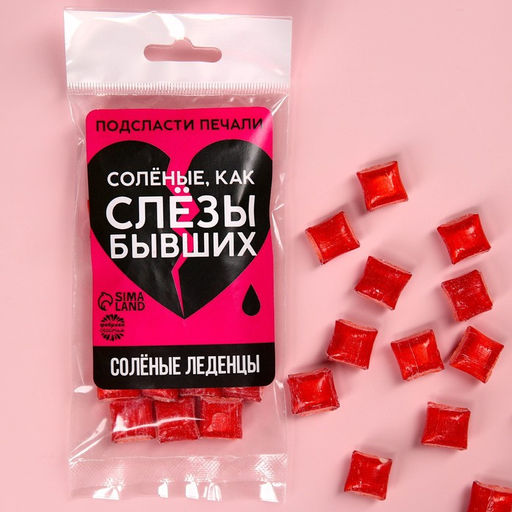 ПОДСЛАСТИ ПЕЧАЛИ
СОЛЁНЫЕ, КАК
СЛЁЗЫ
БЫВШИХ
SIMA
LAND
СОЛЁНЫЕ ЛЕДЕНЦЫ